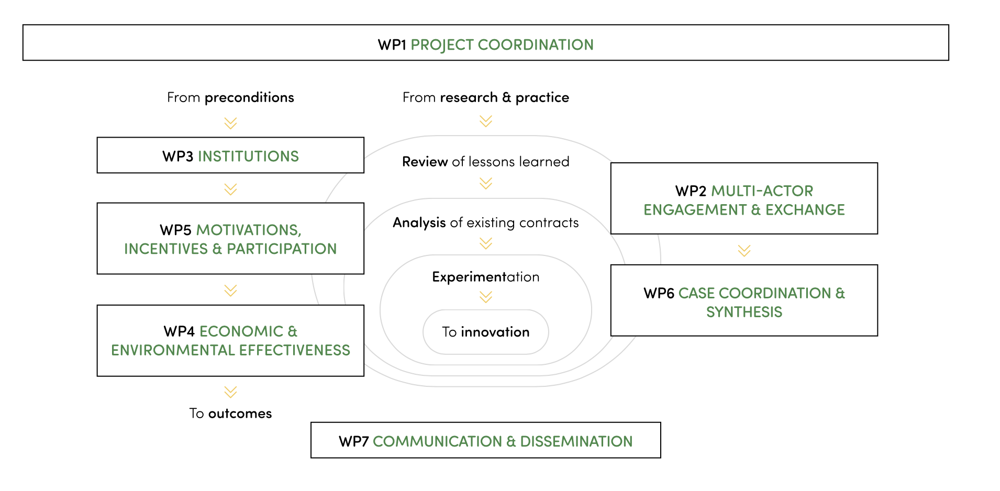 WP1 PROJECT COORDINATION
From preconditions
WP3 INSTITUTIONS
WP5 MOTIVATIONS,
INCENTIVES & PARTICIPATION
WP4 ECONOMIC &
ENVIRONMENTAL EFFECTIVENESS
To outcomes
From research & practice
Review of lessons learned
Analysis of existing contracts
Experimentation
To innovation
WP2 MULTI-ACTOR
ENGAGEMENT & EXCHANGE
WP6 CASE COORDINATION &
SYNTHESIS
WP7 COMMUNICATION & DISSEMINATION